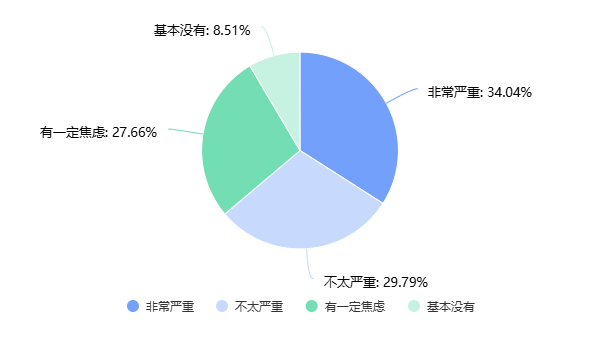 基本没有: 8.51%
非常严重: 34.04%
有一定焦虑: 27.66%
不太严重: 29.79%
非常严重 不太严重 有一定焦虑 基本没有